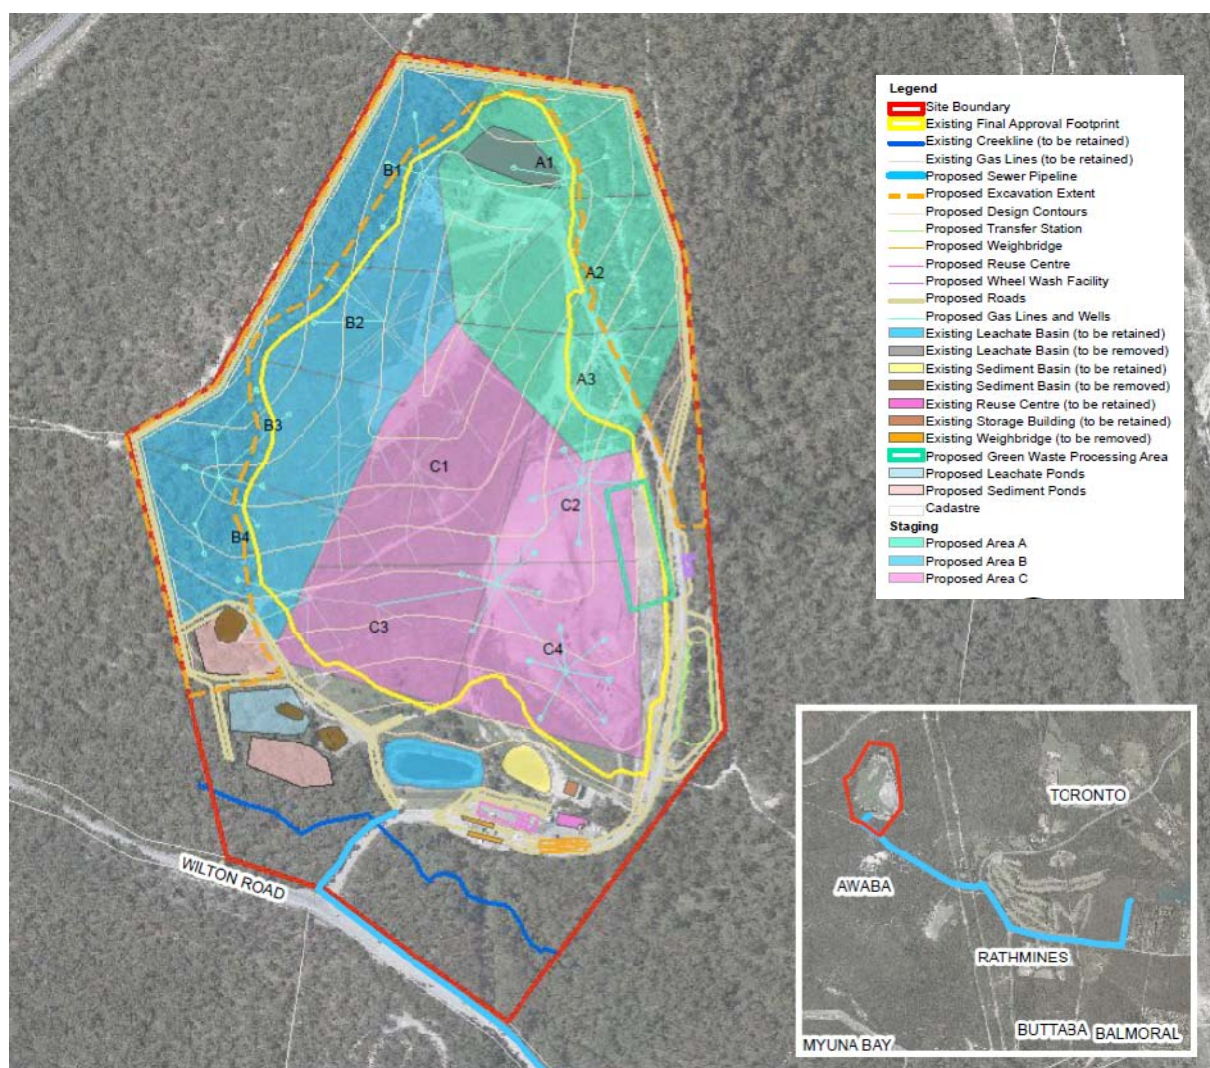 Legend
Site Boundary
Existing Final Approval Footprint
Existing Creekline (to be retained)
Existing Gas Lines (to be retained)
Proposed Sewer Pipeline
Proposed Excavation Extent
Proposed Design Contours
Proposed Transfer Station
Proposed Weighbridge
Proposed Reuse Centre
Proposed Wheel Wash Facility
Proposed Roads
Proposed Gas Lines and Wells
Existing Leachate Basin (to be retained)
Existing Leachate Basin (to be removed)
Existing Sediment Basin (to be retained)
Existing Sediment Basin (to be removed)
Existing Reuse Centre (to be retained)
Existing Storage Building (to be retained)
Existing Weighbridge (to be removed)
Proposed Green Waste Processing Area
Proposed Leachate Ponds
Proposed Sediment Ponds
Cadastre
Staging
Proposed Area A
Proposed Area B
Proposed Area C
A1
B1
A2
B2
A3
B3
C1
C2
B4
C3
C4
WILTON ROAD
TORONTO
AWABA
RATHMINES
BUTTABA
BALMORAL
MYUNA BAY